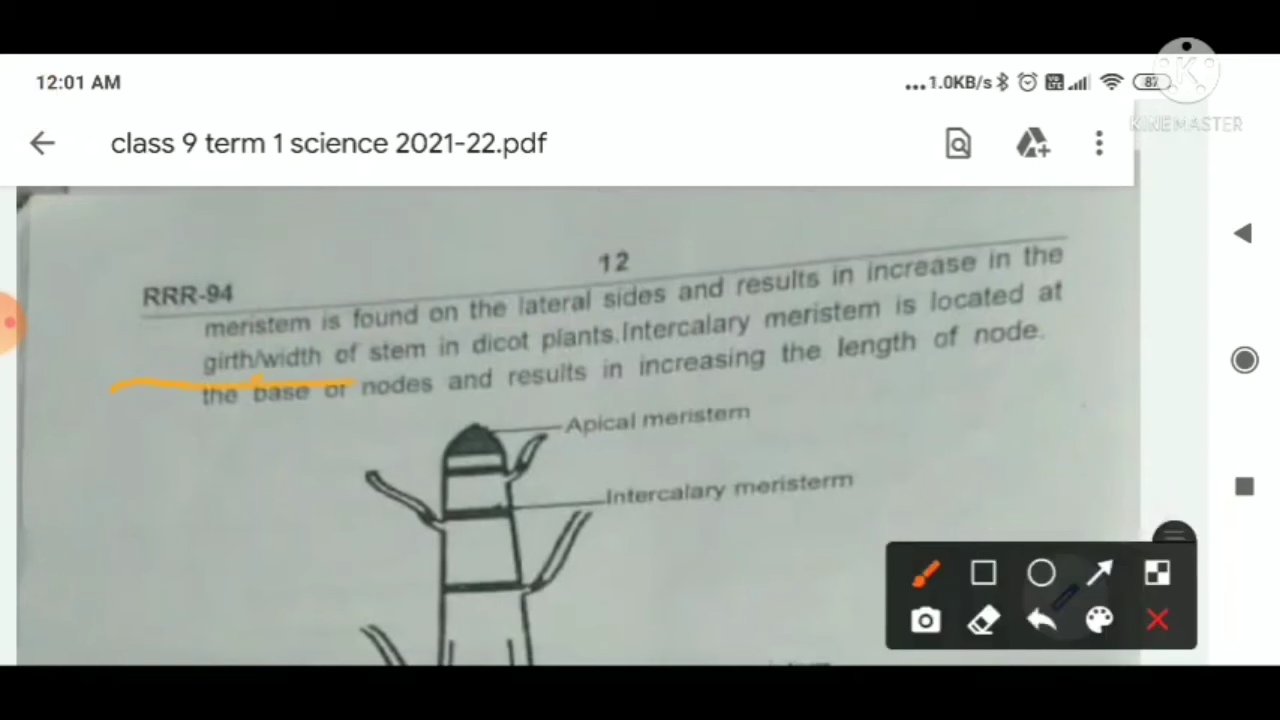 12:01 AM
...1.0KB/s
82
KINEMASTER
class 9 term 1 science 2021-22.pdf
12
RRR-94
meristem is found on the lateral sides and results in increase in the
girth/width of stem in dicot plants.Intercalary meristem is located at
the base or nodes and results in increasing the length of node.
Apical meristem
Intercalary meristerm